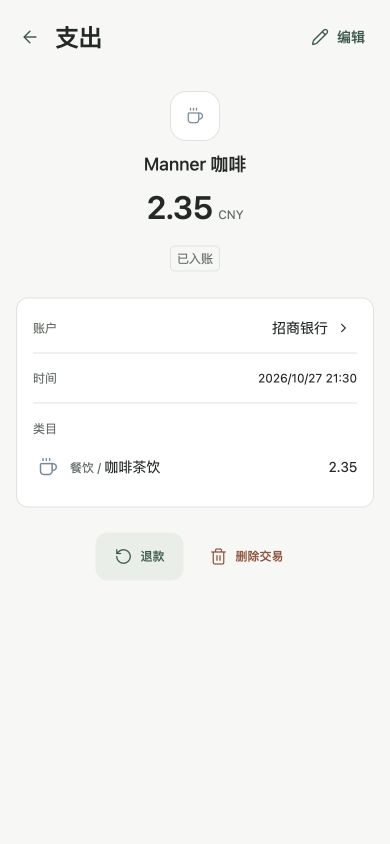 支出
编辑
Manner 咖啡
2.35 CNY
已入账
账户 招商银行
时间 2026/10/27 21:30
类目
餐饮 / 咖啡茶饮 2.35
退款 删除交易